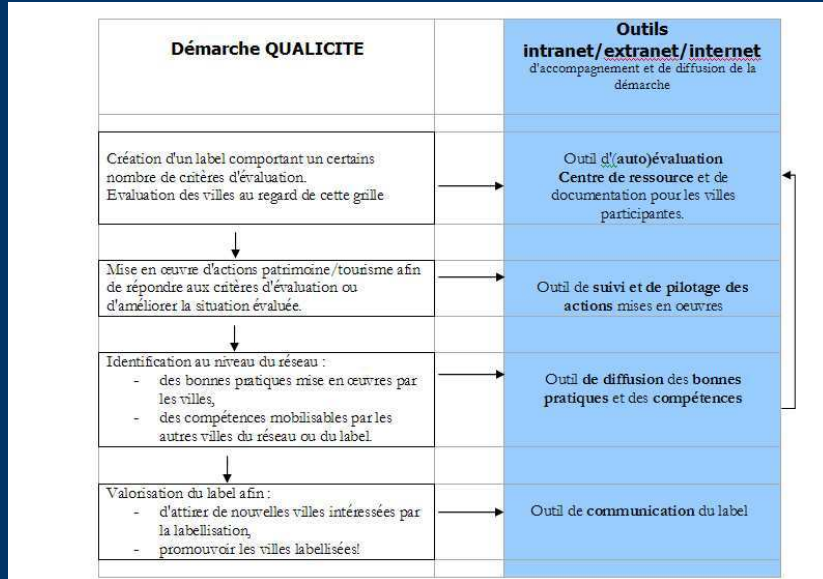 Démarche QUALICITE
Outils
intranet/extranet/internet
d'accompagnement et de diffusion de la
démarche
Création d'un label comportant un certains
nombre de critères d'évaluation.
Evaluation des villes au regard de cette grille
Outil d'(auto)évaluation
Centre de ressource et de
documentation pour les villes
participantes.
Mise en œuvre d'actions patrimoine/tourisme afin
de répondre aux critères d'évaluation ou
d'améliorer la situation évaluée.
Outil de suivi et de pilotage des
actions mises en oeuvres
Identification au niveau du réseau :
- des bonnes pratiques mise en œuvres par
les villes,
- des compétences mobilisables par les
autres villes du réseau ou du label.
Outil de diffusion des bonnes
pratiques et des compétences
Valorisation du label afin :
- d'attirer de nouvelles villes intéressées par
la labellisation,
- promouvoir les villes labellisées!
Outil de communication du label